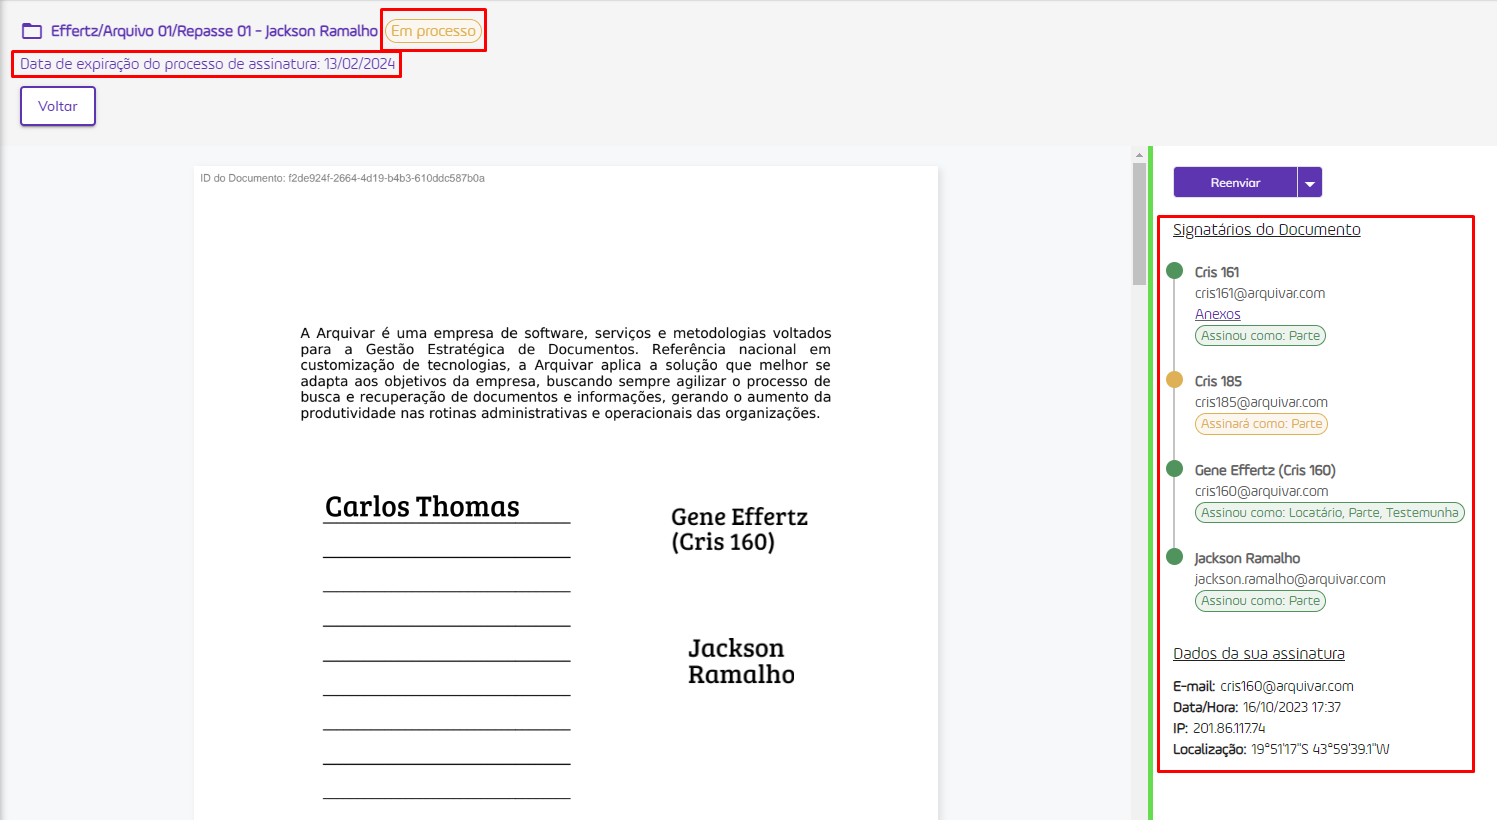 Effertz/Arquivo 01/Repasse 01 - Jackson Ramalho Em processo
Data de expiração do processo de assinatura: 13/02/2024
Voltar
ID do Documento: f2de924f-2664-4d19-b4b3-610ddc587b0a
A Arquivar é uma empresa de software, serviços e metodologias voltados
para a Gestão Estratégica de Documentos. Referência nacional em
customização de tecnologias, a Arquivar aplica a solução que melhor se
adapta aos objetivos da empresa, buscando sempre agilizar o processo de
busca e recuperação de documentos e informações, gerando o aumento da
produtividade nas rotinas administrativas e operacionais das organizações.
Carlos Thomas
Gene Effertz
(Cris 160)
Jackson
Ramalho
Reenviar
Signatários do Documento
Cris 161
cris161@arquivar.com
Anexos
Assinou como: Parte
Cris 185
cris185@arquivar.com
Assinará como: Parte
Gene Effertz (Cris 160)
cris160@arquivar.com
Assinou como: Locatário, Parte, Testemunha
Jackson Ramalho
jackson.ramalho@arquivar.com
Assinou como: Parte
Dados da sua assinatura
E-mail: cris160@arquivar.com
Data/Hora: 16/10/2023 17:37
IP: 201.86.117.74
Localização: 19°51'17"S 43°59'39.1"W